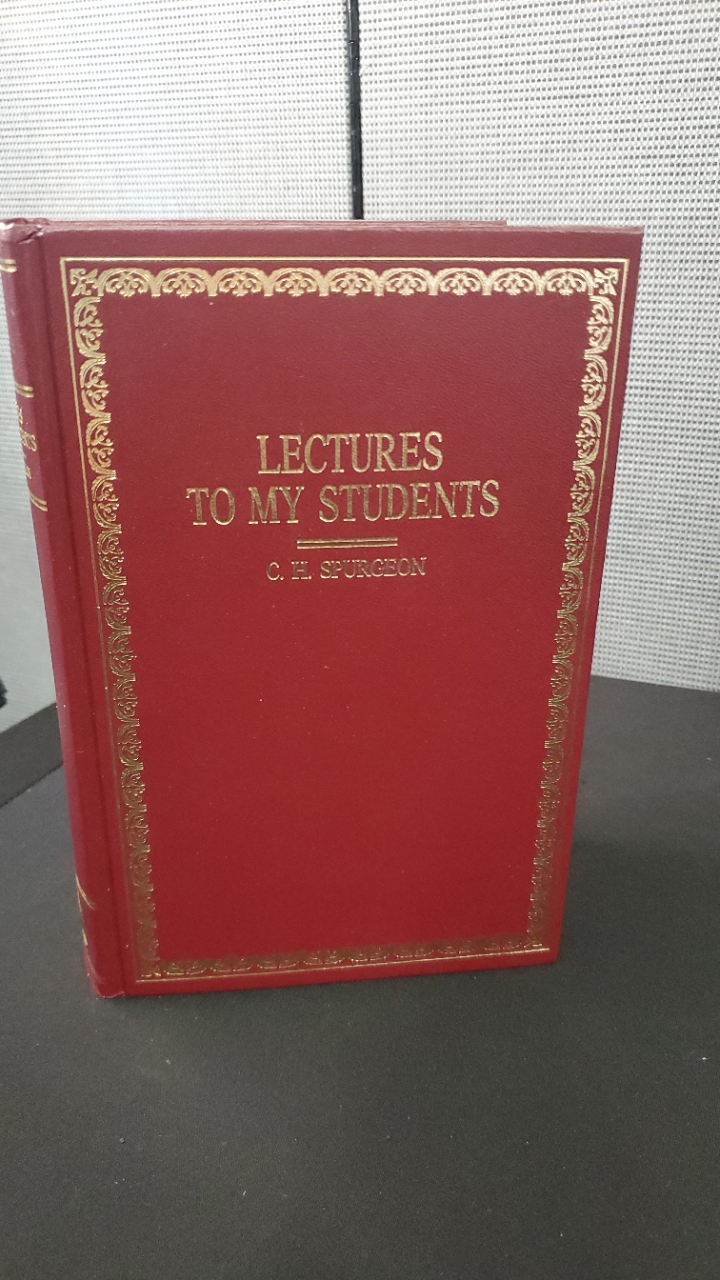 LECTURES
TO MY STUDENTS
C. H. SPURGEON